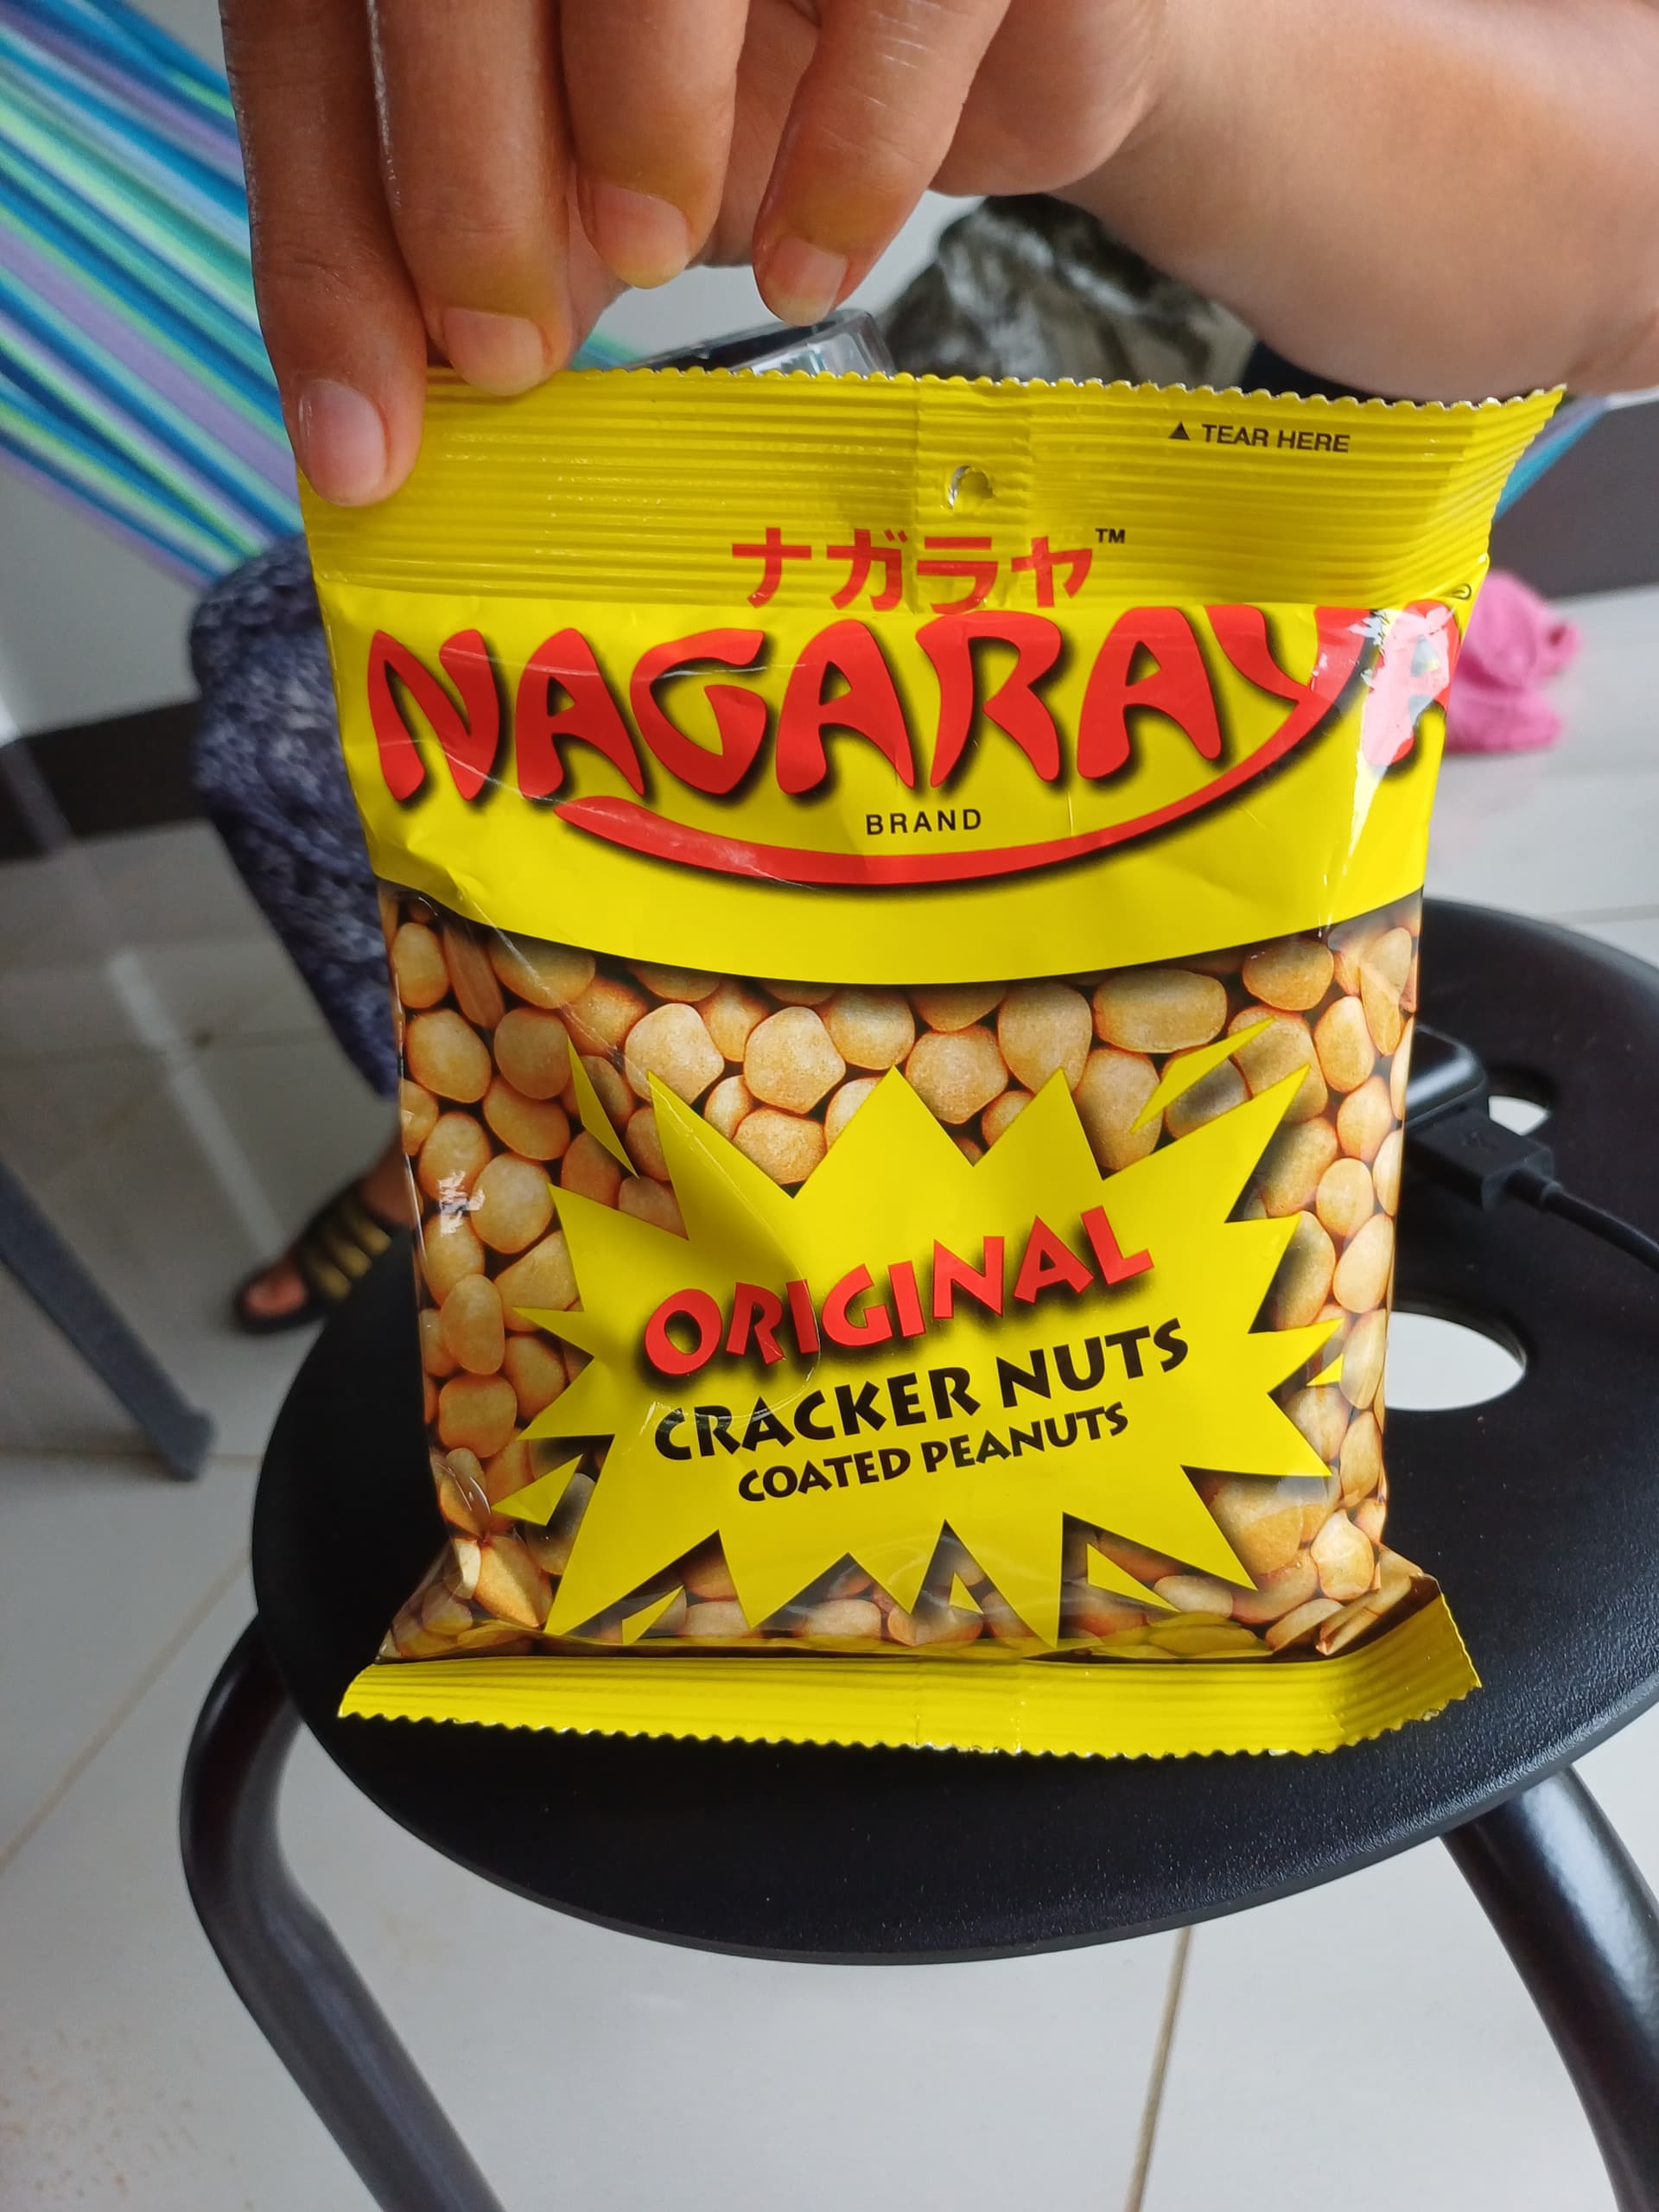 ▲ TEAR HERE
ナガラヤ™
NAGARAYA
BRAND
ORIGINAL
CRACKER NUTS
COATED PEANUTS